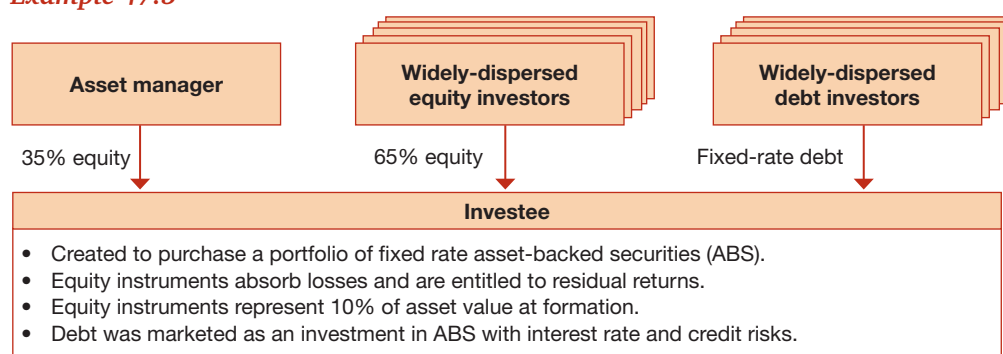 Asset manager
Widely-dispersed
equity investors
Widely-dispersed
debt investors
35% equity
65% equity
Fixed-rate debt
Investee
• Created to purchase a portfolio of fixed rate asset-backed securities (ABS).
• Equity instruments absorb losses and are entitled to residual returns.
• Equity instruments represent 10% of asset value at formation.
• Debt was marketed as an investment in ABS with interest rate and credit risks.